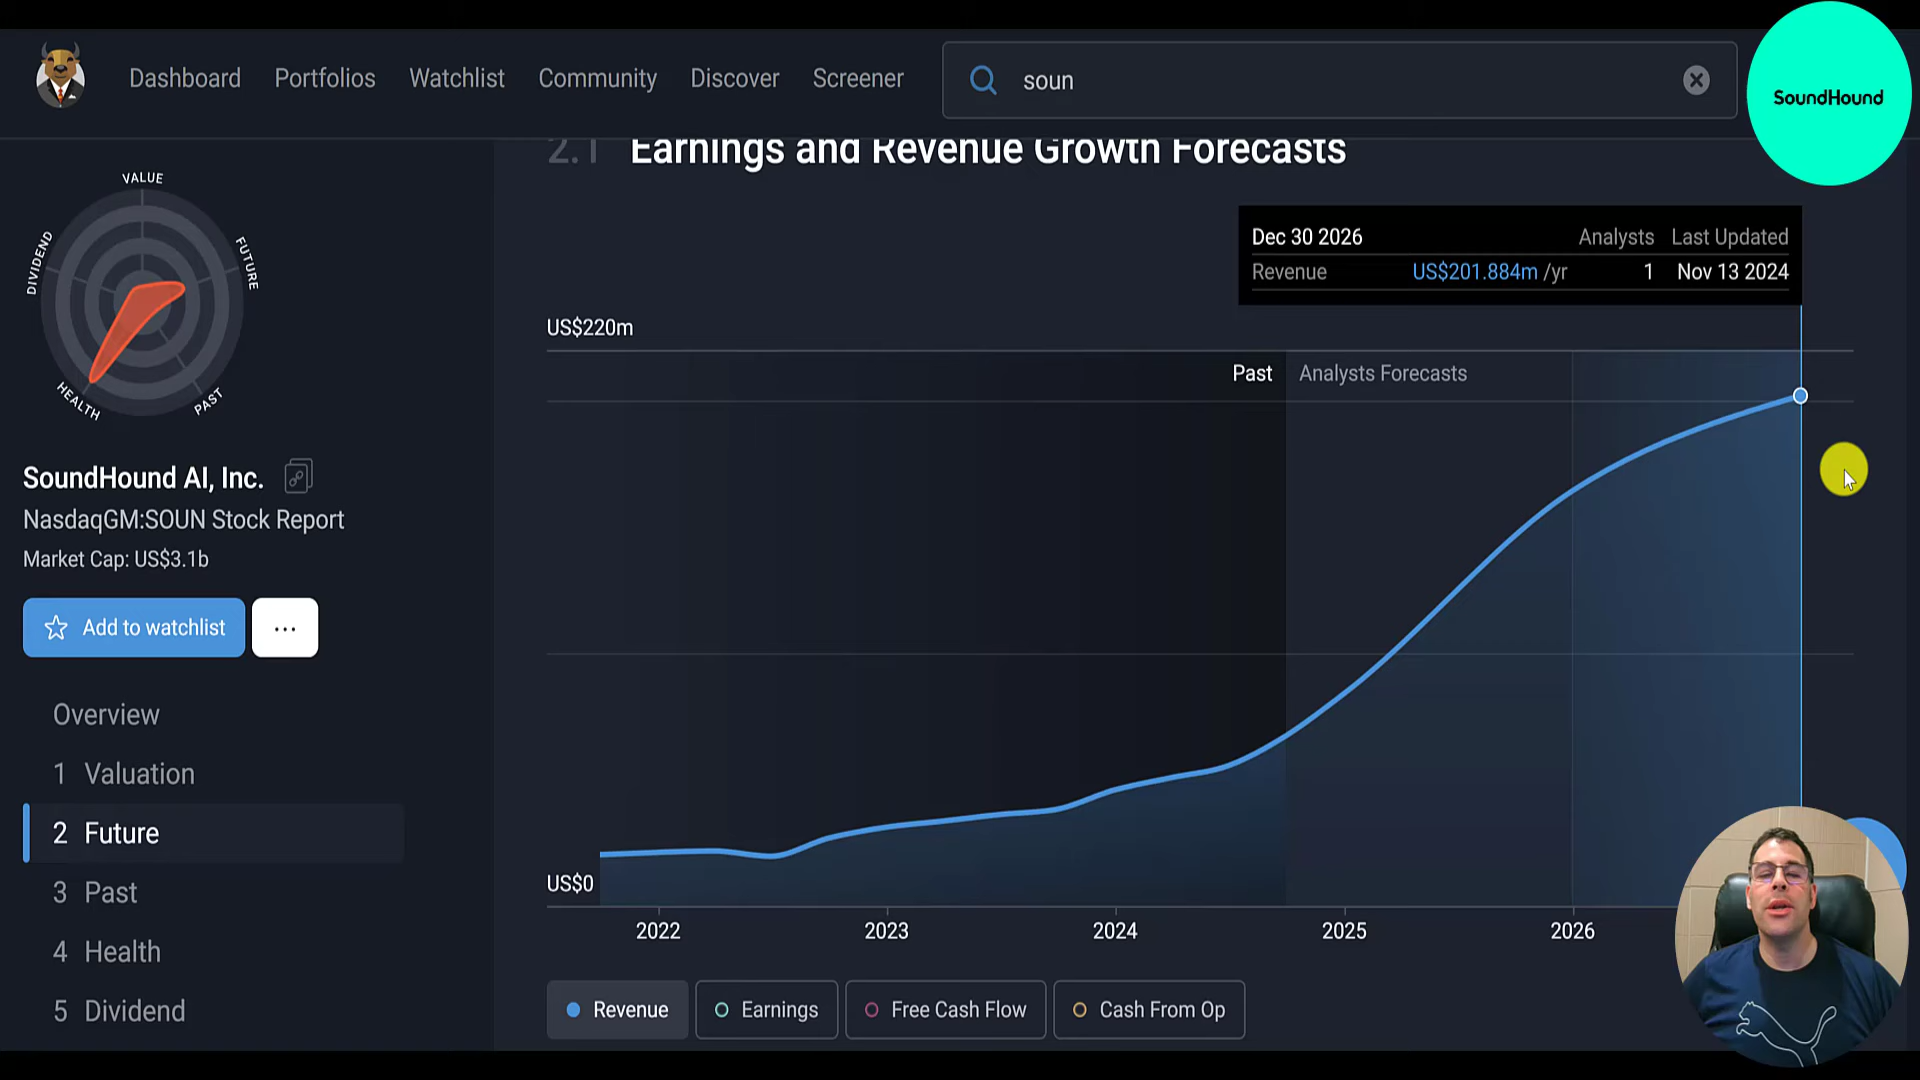 Dashboard Portfolios Watchlist Community Discover Screener
soun
SoundHound
2.1 Earnings and Revenue Growth Forecasts
VALUE
FUTURE
PAST
HEALTH
DIVIDEND
SoundHound AI, Inc.
NasdaqGM:SOUN Stock Report
Market Cap: US$3.1b
Add to watchlist ...
Overview
1 Valuation
2 Future
3 Past
4 Health
5 Dividend
Dec 30 2026 Analysts Last Updated
Revenue US$201.884m /yr 1 Nov 13 2024
US$220m
Past Analysts Forecasts
US$0
2022 2023 2024 2025 2026
Revenue Earnings Free Cash Flow Cash From Op